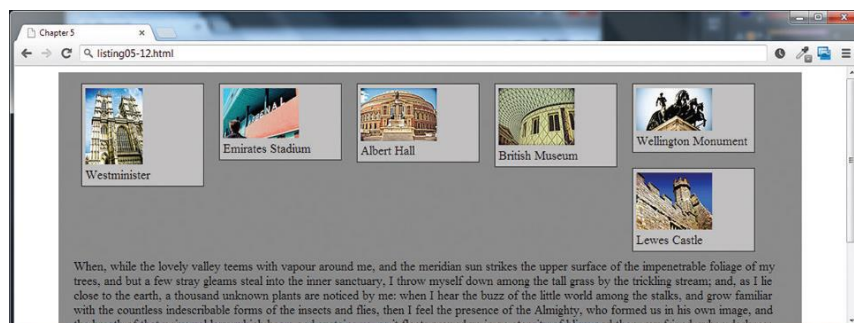 Chapter 5
listing05-12.html
Westminister
Emirates Stadium
Albert Hall
British Museum
Wellington Monument
Lewes Castle
When, while the lovely valley teems with vapour around me, and the meridian sun strikes the upper surface of the impenetrable foliage of my
trees, and but a few stray gleams steal into the inner sanctuary, I throw myself down among the tall grass by the trickling stream; and, as I lie
close to the earth, a thousand unknown plants are noticed by me: when I hear the buzz of the little world among the stalks, and grow familiar
with the countless indescribable forms of the insects and flies, then I feel the presence of the Almighty, who formed us in his own image, and